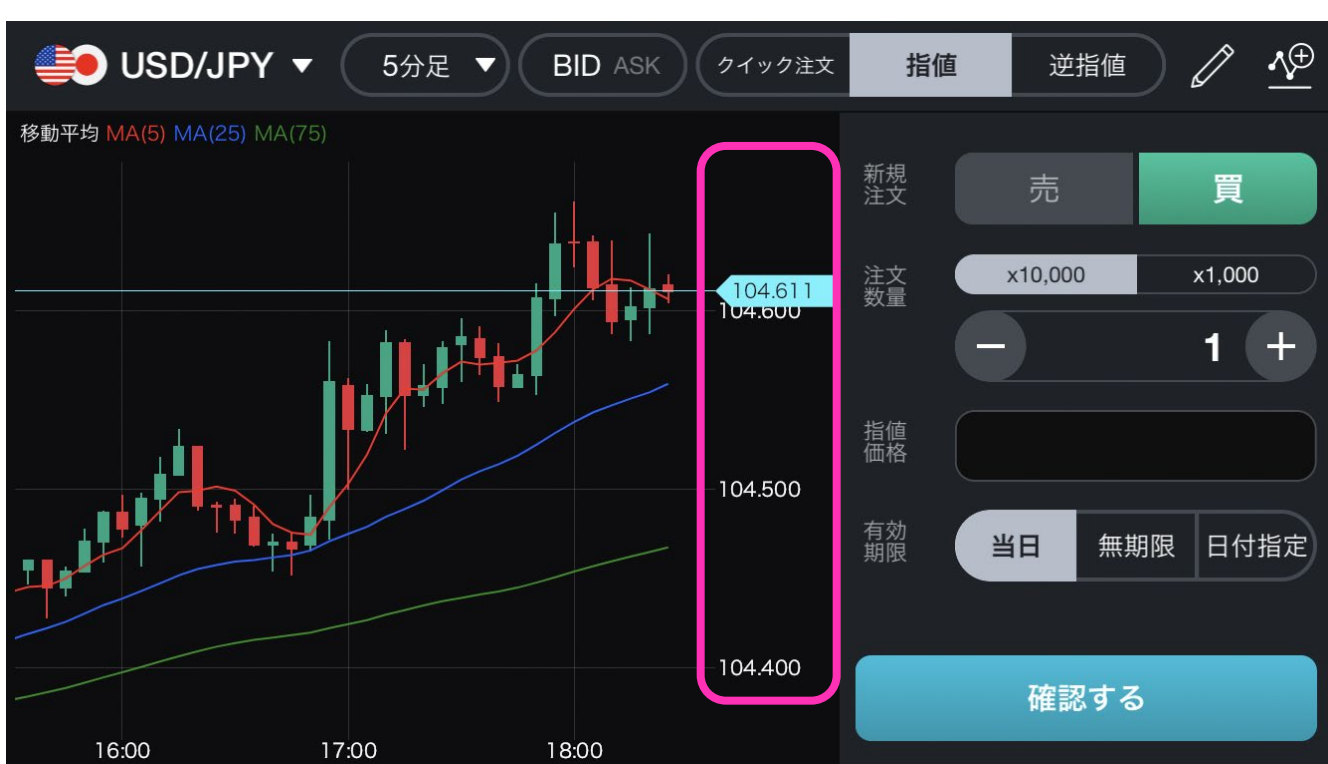 USD/JPY ▼ 5分足 ▼ BID ASK クイック注文 指値 逆指値
移動平均 MA(5) MA(25) MA(75)
104.611
104.600
104.500
104.400
16:00 17:00 18:00
新規
注文
売 買
注文
数量
x10,000 x1,000
− 1 +
指値
価格
有効
期限
当日 無期限 日付指定
確認する